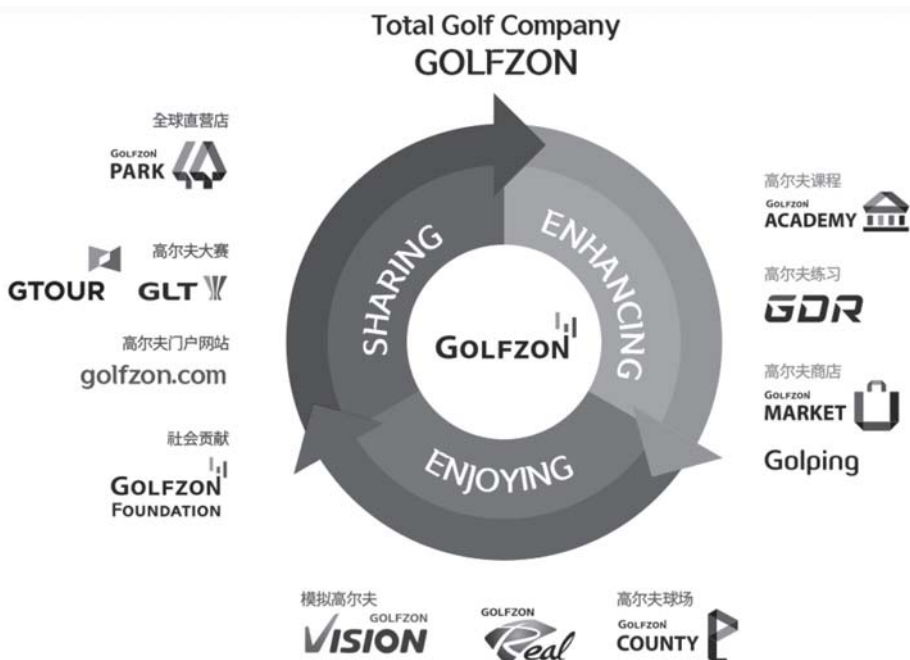 Total Golf Company
GOLFZON
全球直营店
GOLFZON
PARK
高尔夫大赛
GTOUR GLT
高尔夫门户网站
golfzon.com
社会贡献
GOLFZON
FOUNDATION
SHARING
ENHANCING
ENJOYING
GOLFZON
高尔夫课程
GOLFZON
ACADEMY
高尔夫练习
GDR
高尔夫商店
GOLFZON
MARKET
Golping
模拟高尔夫
GOLFZON
VISION
GOLFZON
Real
高尔夫球场
GOLFZON
COUNTY